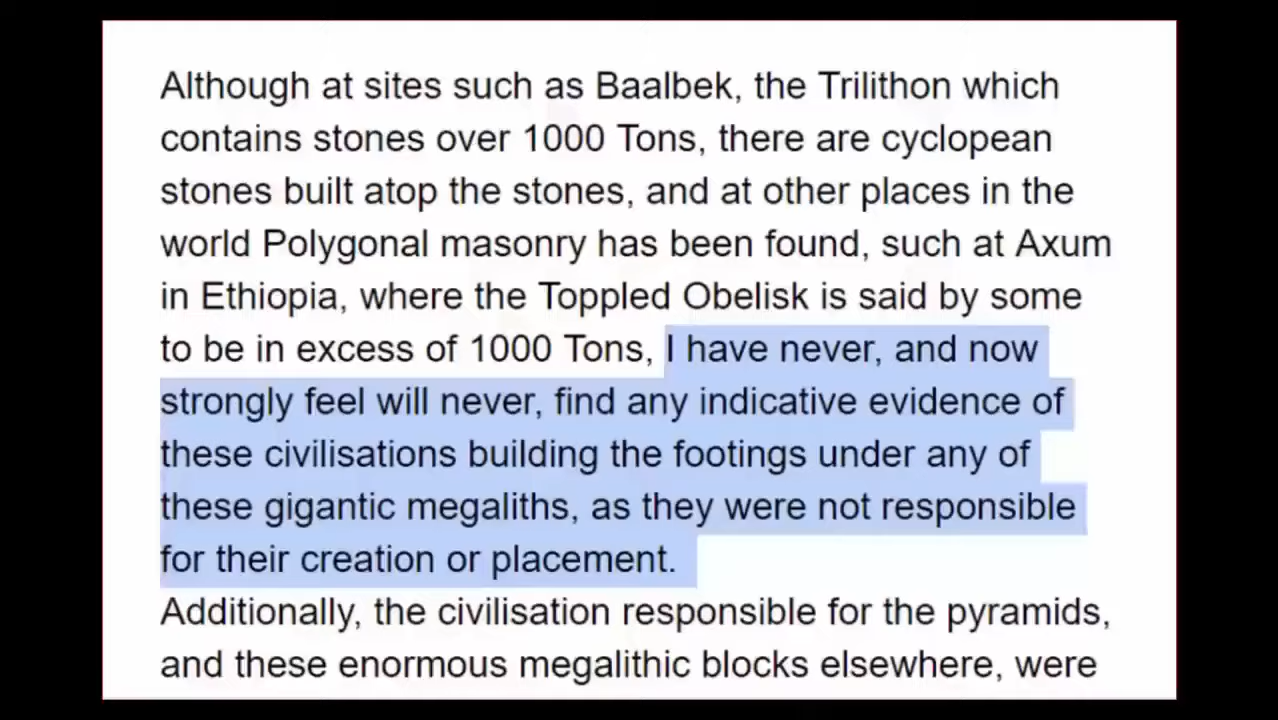 Although at sites such as Baalbek, the Trilithon which
contains stones over 1000 Tons, there are cyclopean
stones built atop the stones, and at other places in the
world Polygonal masonry has been found, such at Axum
in Ethiopia, where the Toppled Obelisk is said by some
to be in excess of 1000 Tons, I have never, and now
strongly feel will never, find any indicative evidence of
these civilisations building the footings under any of
these gigantic megaliths, as they were not responsible
for their creation or placement.
Additionally, the civilisation responsible for the pyramids,
and these enormous megalithic blocks elsewhere, were